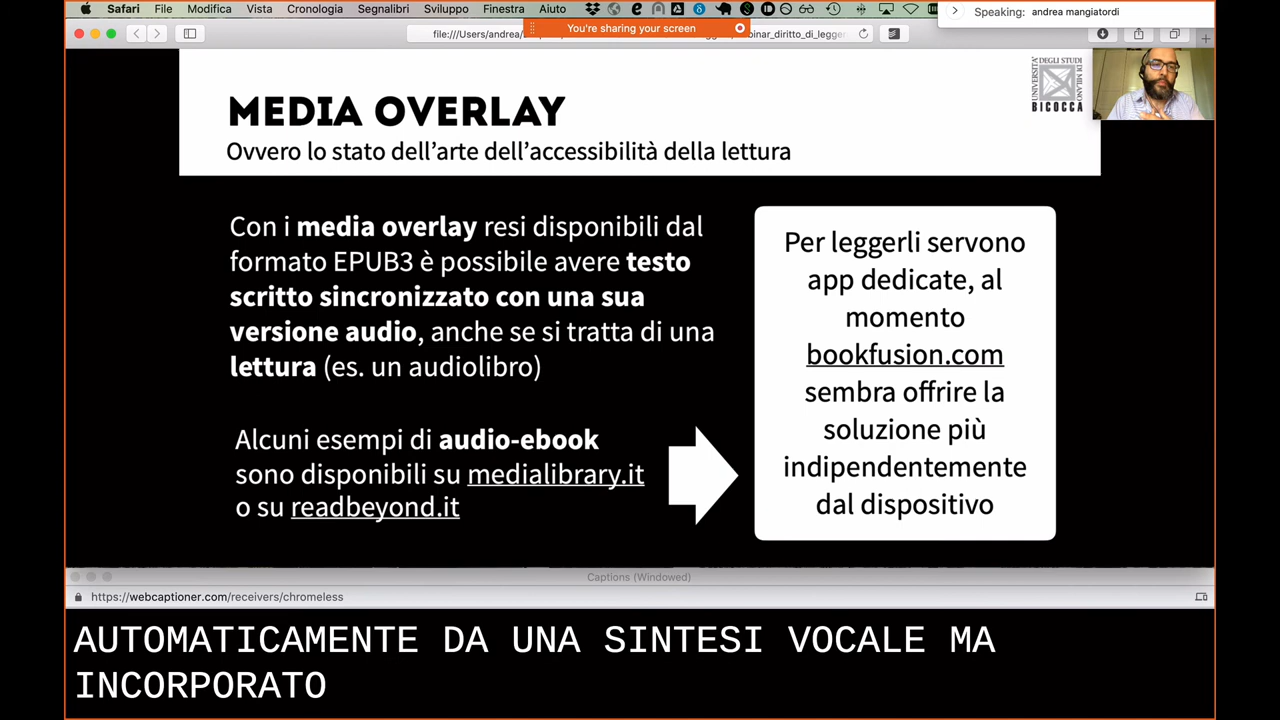 Safari File Modifica Vista Cronologia Segnalibri Sviluppo Finestra Aiuto
Speaking: andrea mangiatordi
You're sharing your screen
file:///Users/andrea/
binar_diritto_di_legge
MEDIA OVERLAY
Ovvero lo stato dell'arte dell'accessibilità della lettura
UNIVERSITÀ DEGLI STUDI DI MILANO
BICOCCA
Con i media overlay resi disponibili dal
formato EPUB3 è possibile avere testo
scritto sincronizzato con una sua
versione audio, anche se si tratta di una
lettura (es. un audiolibro)
Alcuni esempi di audio-ebook
sono disponibili su medialibrary.it
o su readbeyond.it
Per leggerli servono
app dedicate, al
momento
bookfusion.com
sembra offrire la
soluzione più
indipendentemente
dal dispositivo
Captions (Windowed)
https://webcaptioner.com/receivers/chromeless
AUTOMATICAMENTE DA UNA SINTESI VOCALE MA
INCORPORATO